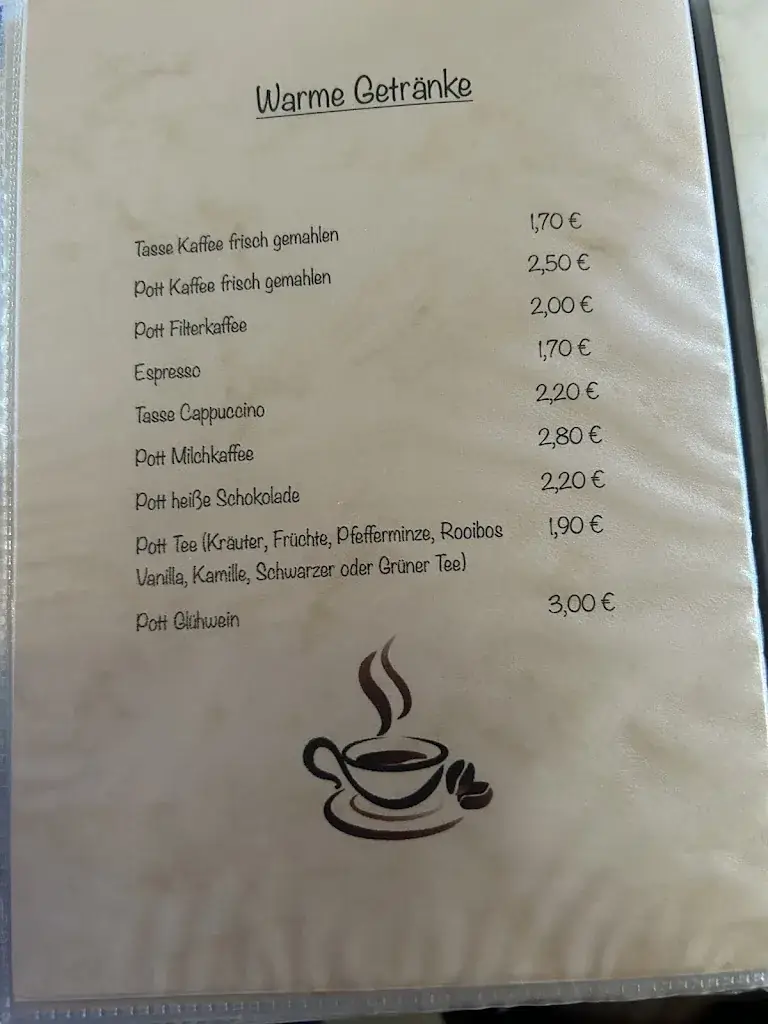 Warme Getränke
Tasse Kaffee frisch gemahlen 1,70 €
Pott Kaffee frisch gemahlen 2,50 €
Pott Filterkaffee 2,00 €
Espresso 1,70 €
Tasse Cappuccino 2,20 €
Pott Milchkaffee 2,80 €
Pott heiße Schokolade 2,20 €
Pott Tee (Kräuter, Früchte, Pfefferminze, Rooibos 1,90 €
Vanilla, Kamille, Schwarzer oder Grüner Tee)
Pott Glühwein 3,00 €